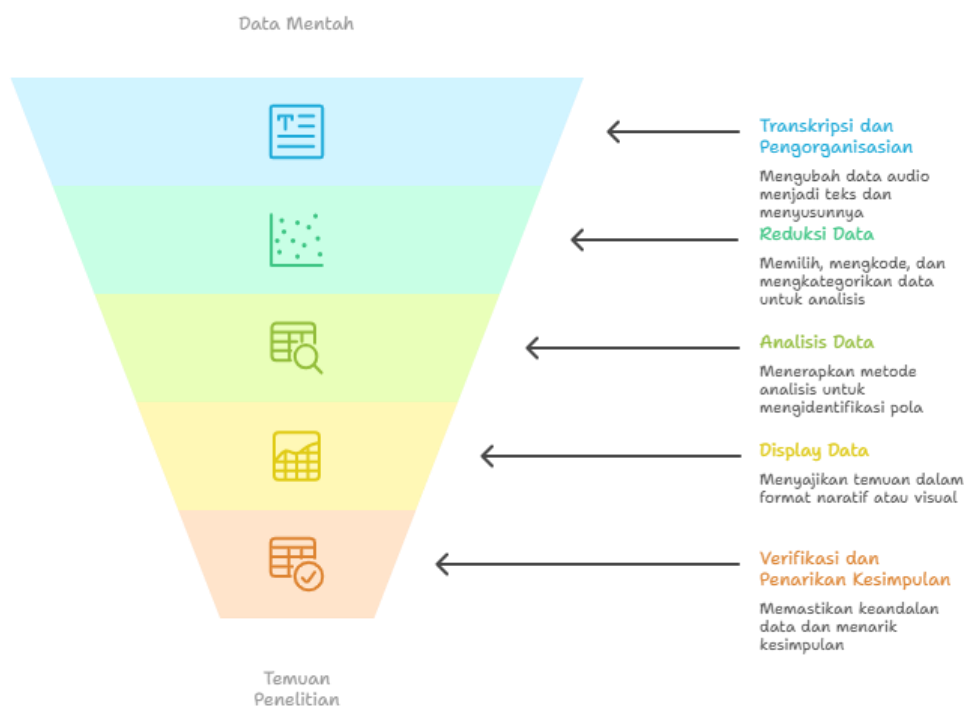 Data Mentah
Transkripsi dan
Pengorganisasian
Mengubah data audio
menjadi teks dan
menyusunnya
Reduksi Data
Memilih, mengkode, dan
mengkategorikan data
untuk analisis
Analisis Data
Menerapkan metode
analisis untuk
mengidentifikasi pola
Display Data
Menyajikan temuan dalam
format naratif atau visual
Verifikasi dan
Penarikan Kesimpulan
Memastikan keandalan
data dan menarik
kesimpulan
Temuan
Penelitian